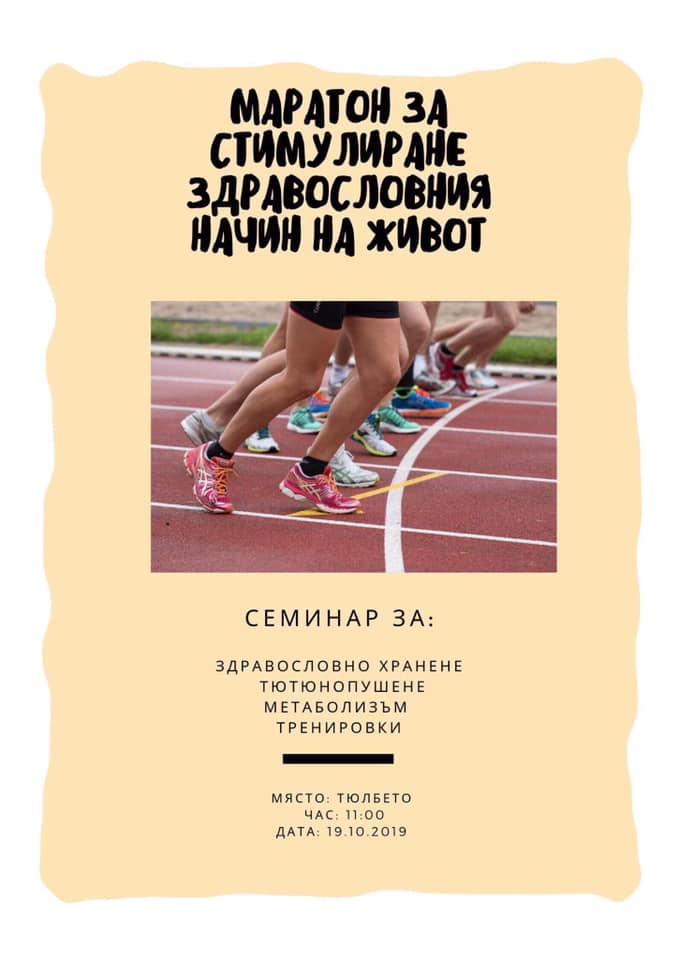 МАРАТОН ЗА
СТИМУЛИРАНЕ
ЗДРАВОСЛОВНИЯ
НАЧИН НА ЖИВОТ
СЕМИНАР ЗА:
ЗДРАВОСЛОВНО ХРАНЕНЕ
ТЮТЮНОПУШЕНЕ
МЕТАБОЛИЗЪМ
ТРЕНИРОВКИ
МЯСТО: ТЮЛБЕТО
ЧАС: 11:00
ДАТА: 19.10.2019